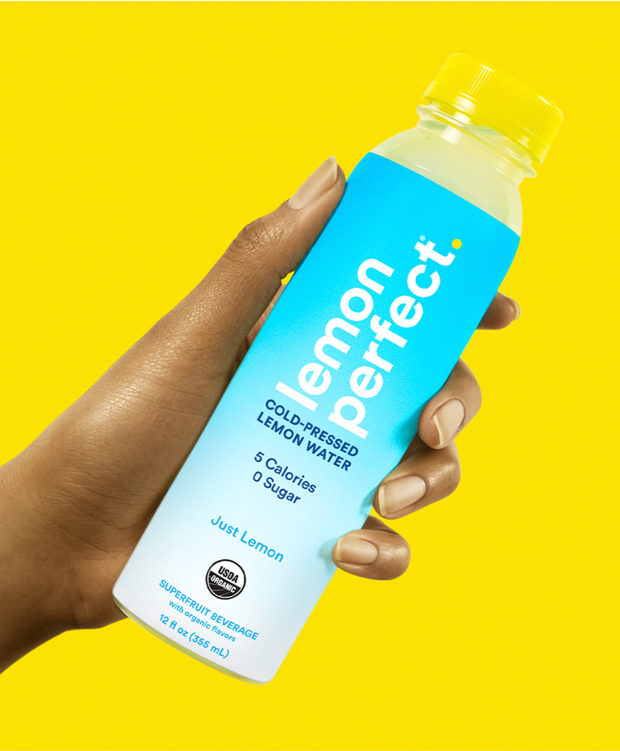 lemon
perfect.®
COLD-PRESSED
LEMON WATER
5 Calories
0 Sugar
Just Lemon
USDA
ORGANIC
SUPERFRUIT BEVERAGE
with organic flavors
12 fl oz (355 mL)